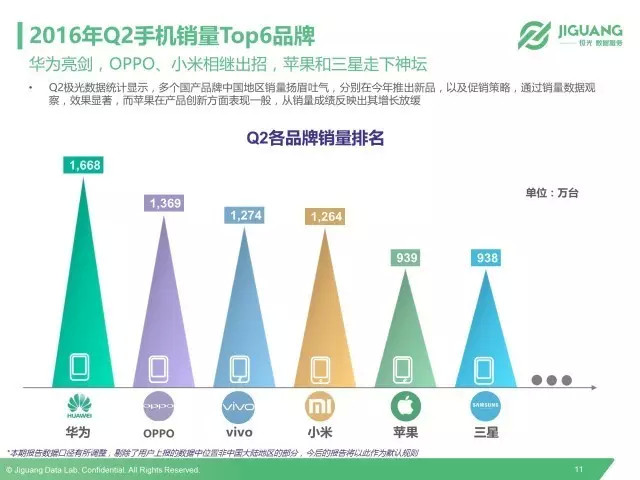 2016年Q2手机销量Top6品牌
JIGUANG
极光 数据服务
华为亮剑，OPPO、小米相继出招，苹果和三星走下神坛
• Q2极光数据统计显示，多个国产品牌中国地区销量扬眉吐气，分别在今年推出新品，以及促销策略，通过销量数据观
察，效果显著，而苹果在产品创新方面表现一般，从销量成绩反映出其增长放缓
Q2各品牌销量排名
单位：万台
1,668
1,369
1,274
1,264
939
938
HUAWEI
oppo
vivo
mi
SAMSUNG
华为
OPPO
vivo
小米
苹果
三星
*本期报告数据口径有所调整，剔除了用户上报的数据中位置非中国大陆地区的部分，今后的报告将以此作为默认规则
© Jiguang Data Lab. Confidential. All Rights Reserved.
11